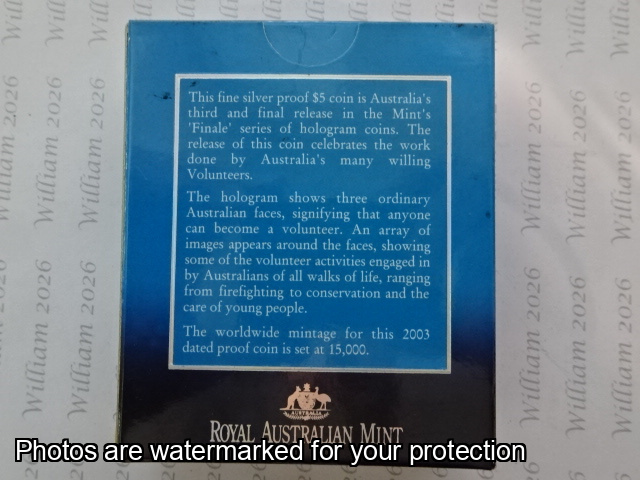 This fine silver proof $5 coin is Australia's
third and final release in the Mint's
'Finale' series of hologram coins. The
release of this coin celebrates the work
done by Australia's many willing
Volunteers.
The hologram shows three ordinary
Australian faces, signifying that anyone
can become a volunteer. An array of
images appears around the faces, showing
some of the volunteer activities engaged in
by Australians of all walks of life, ranging
from firefighting to conservation and the
care of young people.
The worldwide mintage for this 2003
dated proof coin is set at 15,000.
AUSTRALIA
ROYAL AUSTRALIAN MINT
Photos are watermarked for your protection
William 2026